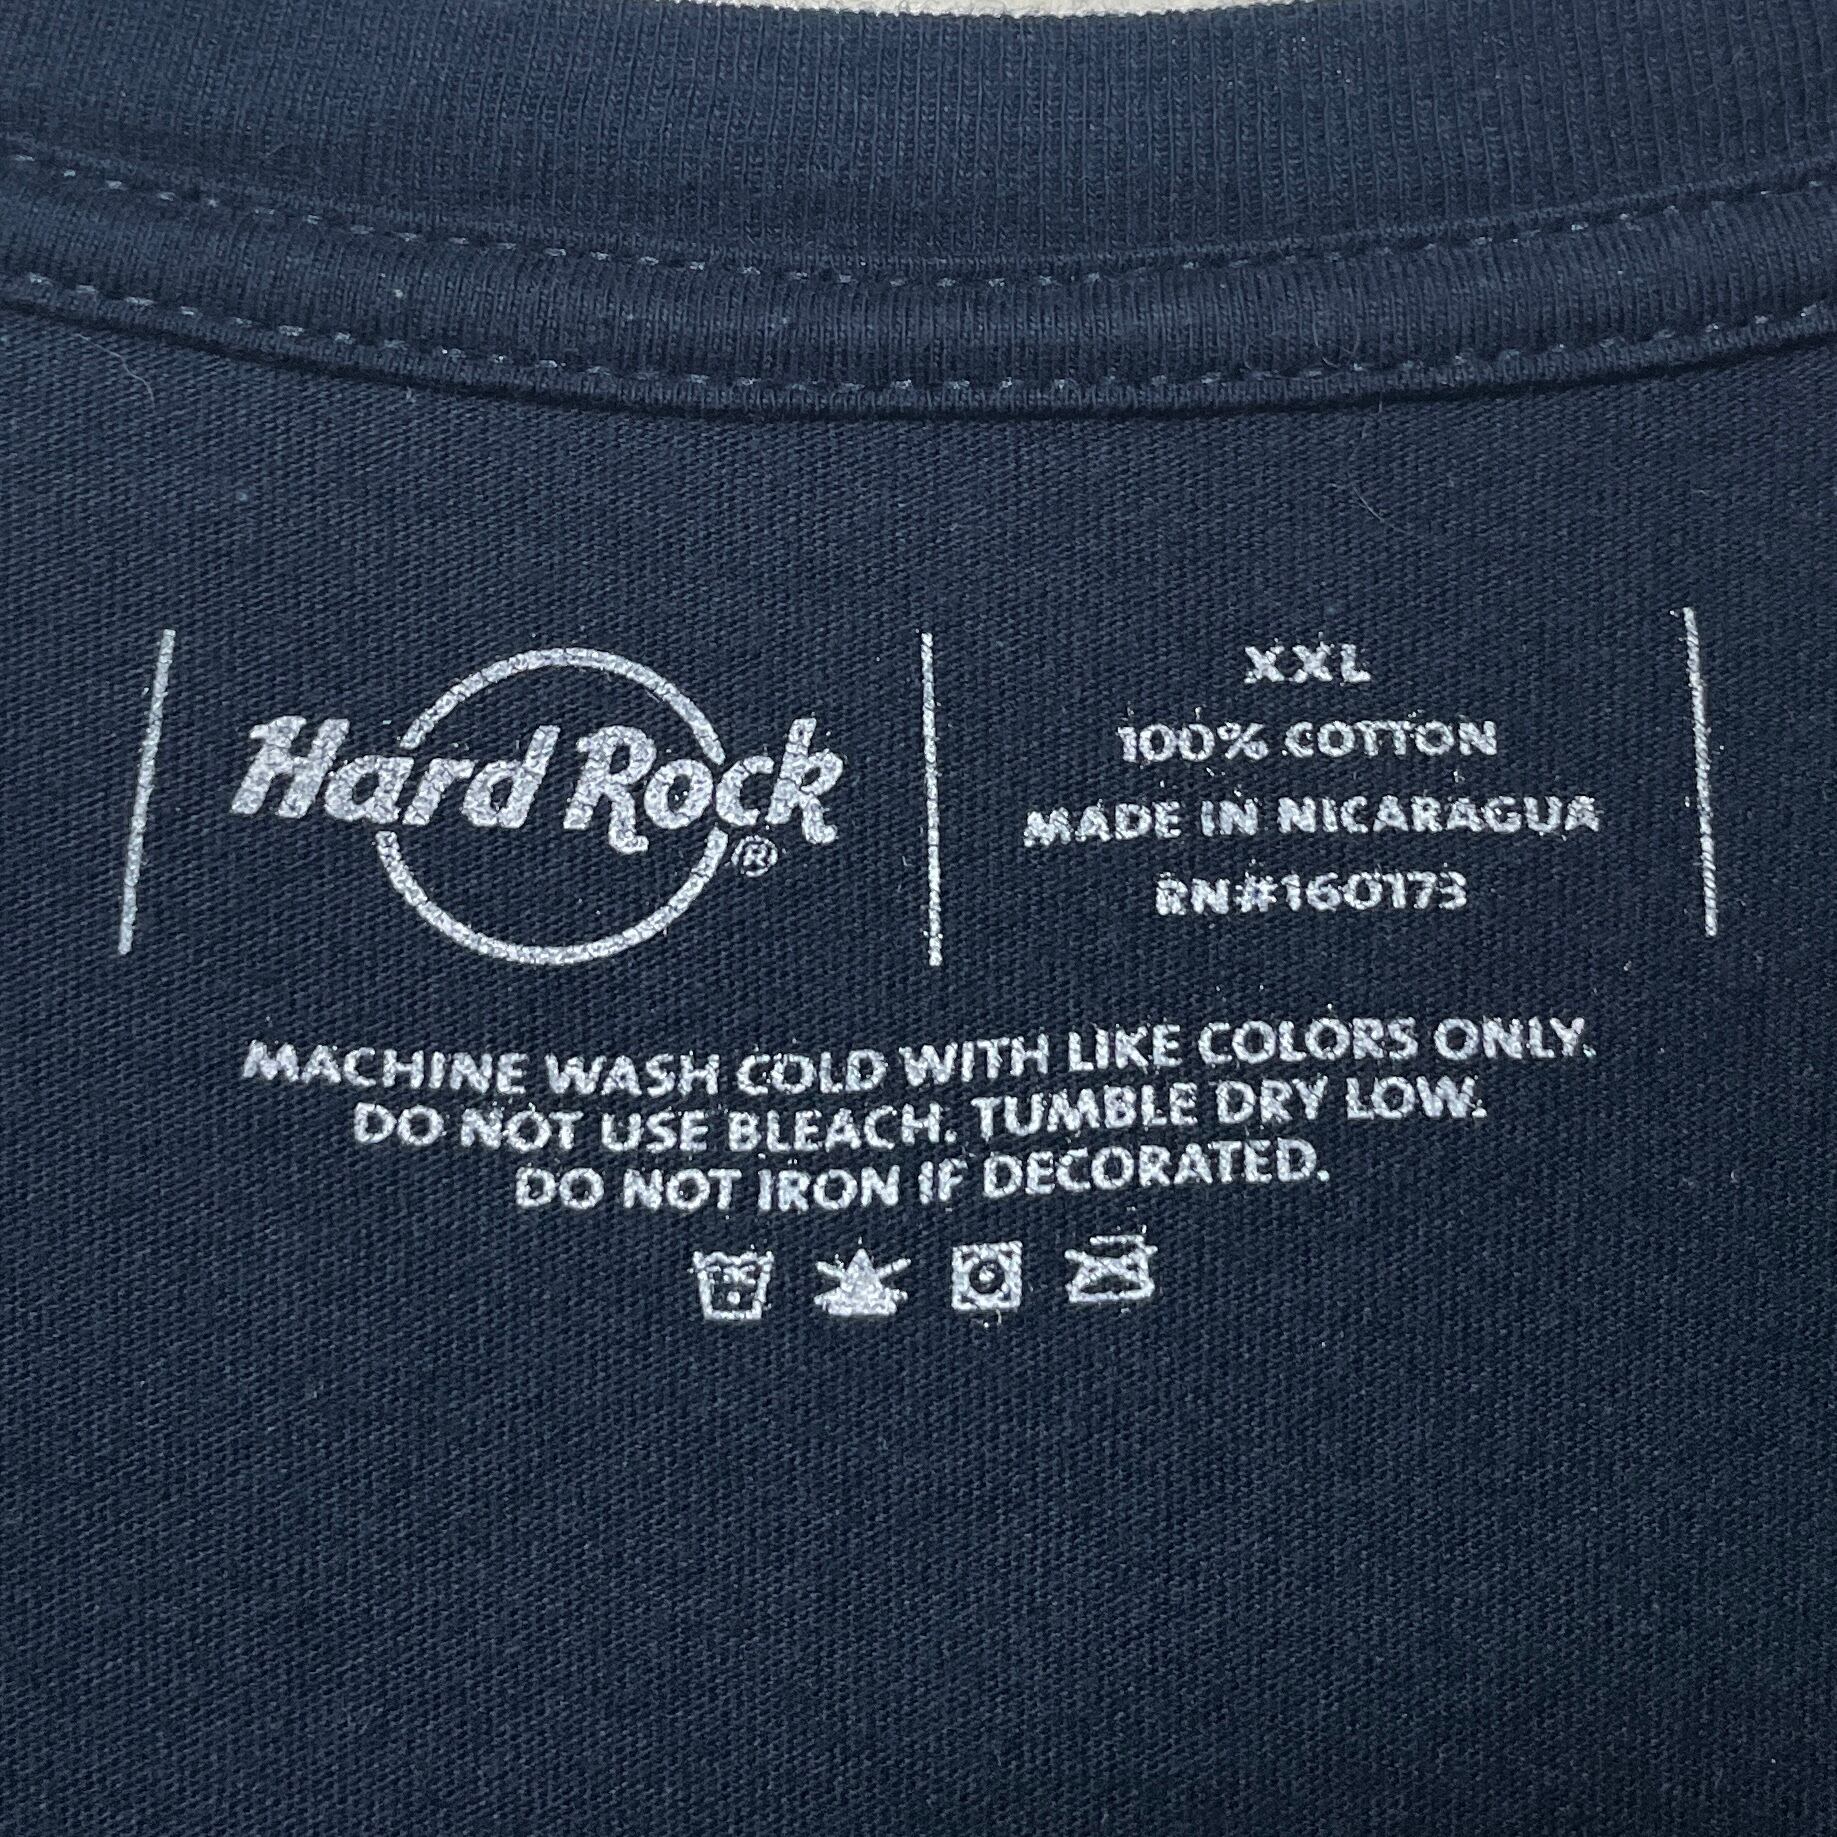 Hard Rock ®
XXL
100% COTTON
MADE IN NICARAGUA
RN#160173
MACHINE WASH COLD WITH LIKE COLORS ONLY.
DO NOT USE BLEACH. TUMBLE DRY LOW.
DO NOT IRON IF DECORATED.